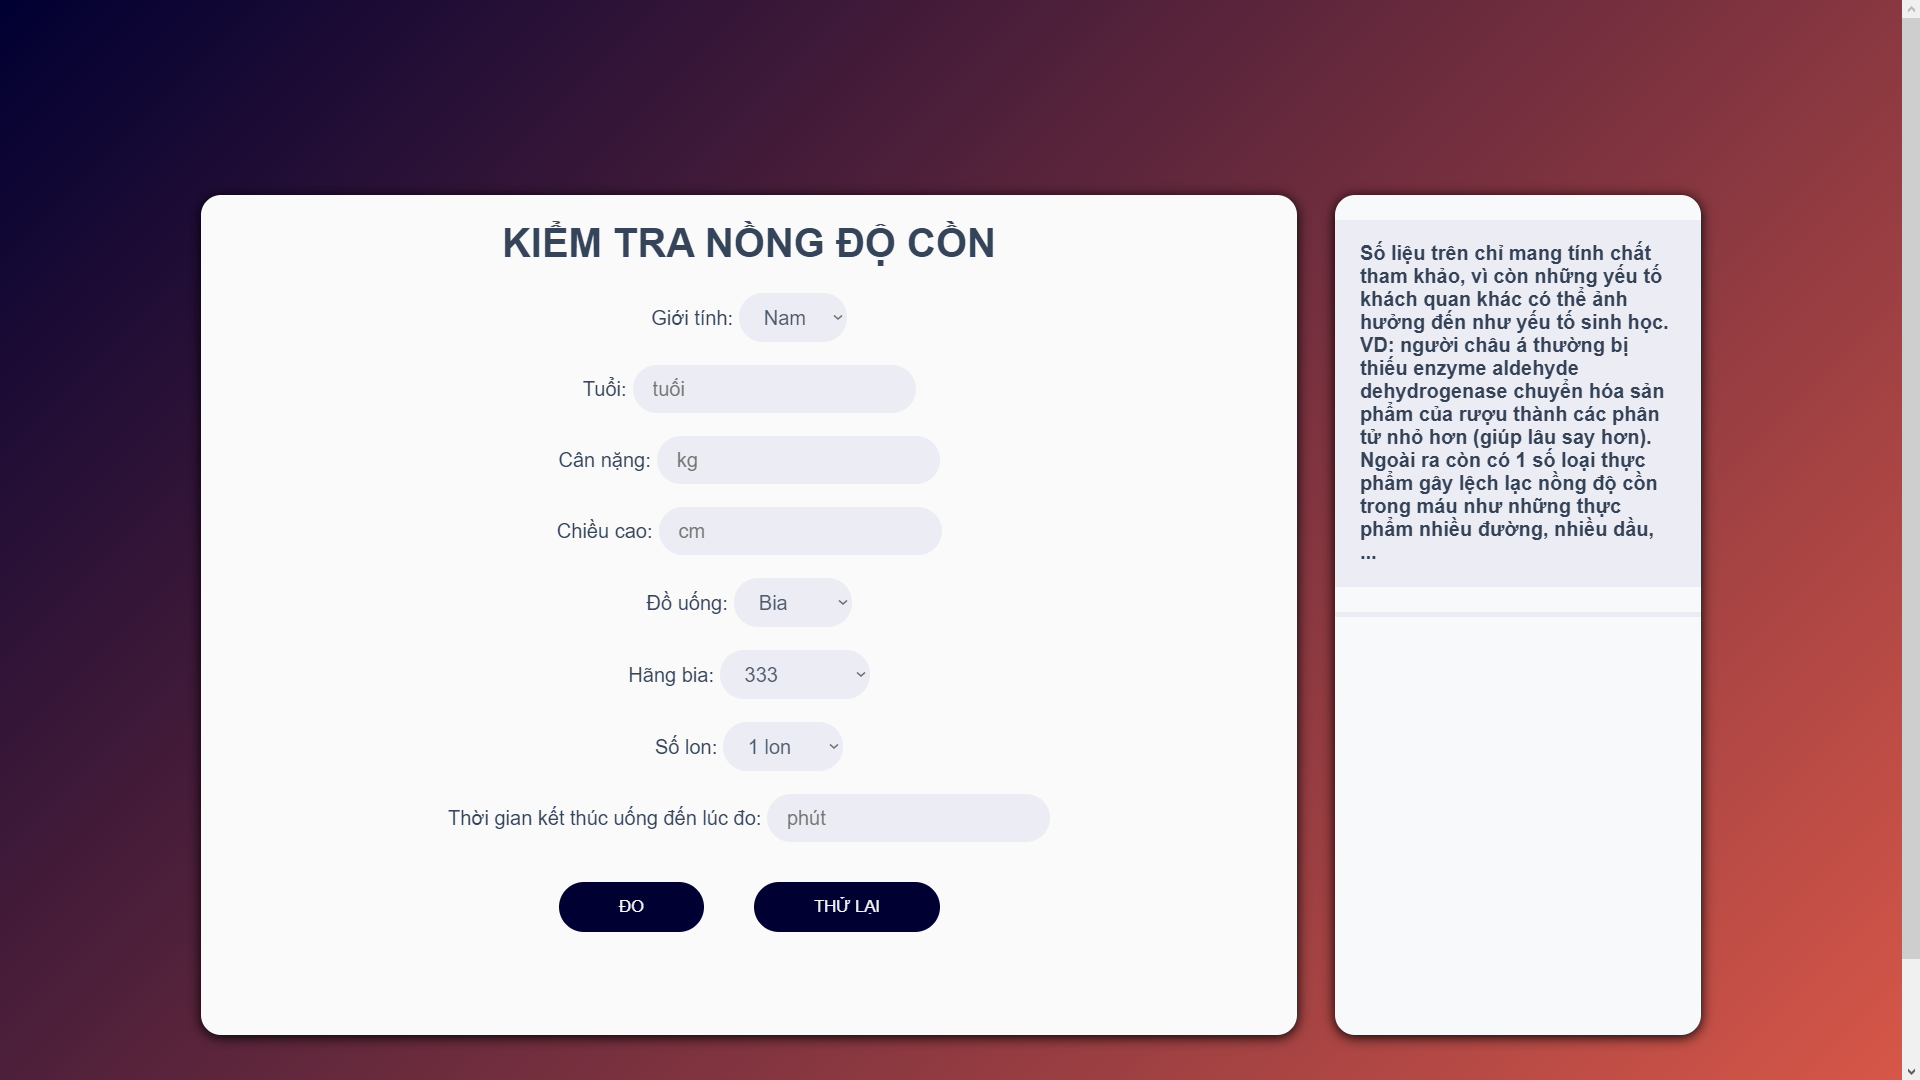 KIỂM TRA NỒNG ĐỘ CỒN
Giới tính: Nam
Tuổi: tuổi
Cân nặng: kg
Chiều cao: cm
Đồ uống: Bia
Hãng bia: 333
Số lon: 1 lon
Thời gian kết thúc uống đến lúc đo: phút
ĐO THỬ LẠI
Số liệu trên chỉ mang tính chất
tham khảo, vì còn những yếu tố
khách quan khác có thể ảnh
hưởng đến như yếu tố sinh học.
VD: người châu á thường bị
thiếu enzyme aldehyde
dehydrogenase chuyển hóa sản
phẩm của rượu thành các phân
tử nhỏ hơn (giúp lâu say hơn).
Ngoài ra còn có 1 số loại thực
phẩm gây lệch lạc nồng độ cồn
trong máu như những thực
phẩm nhiều đường, nhiều dầu,
...